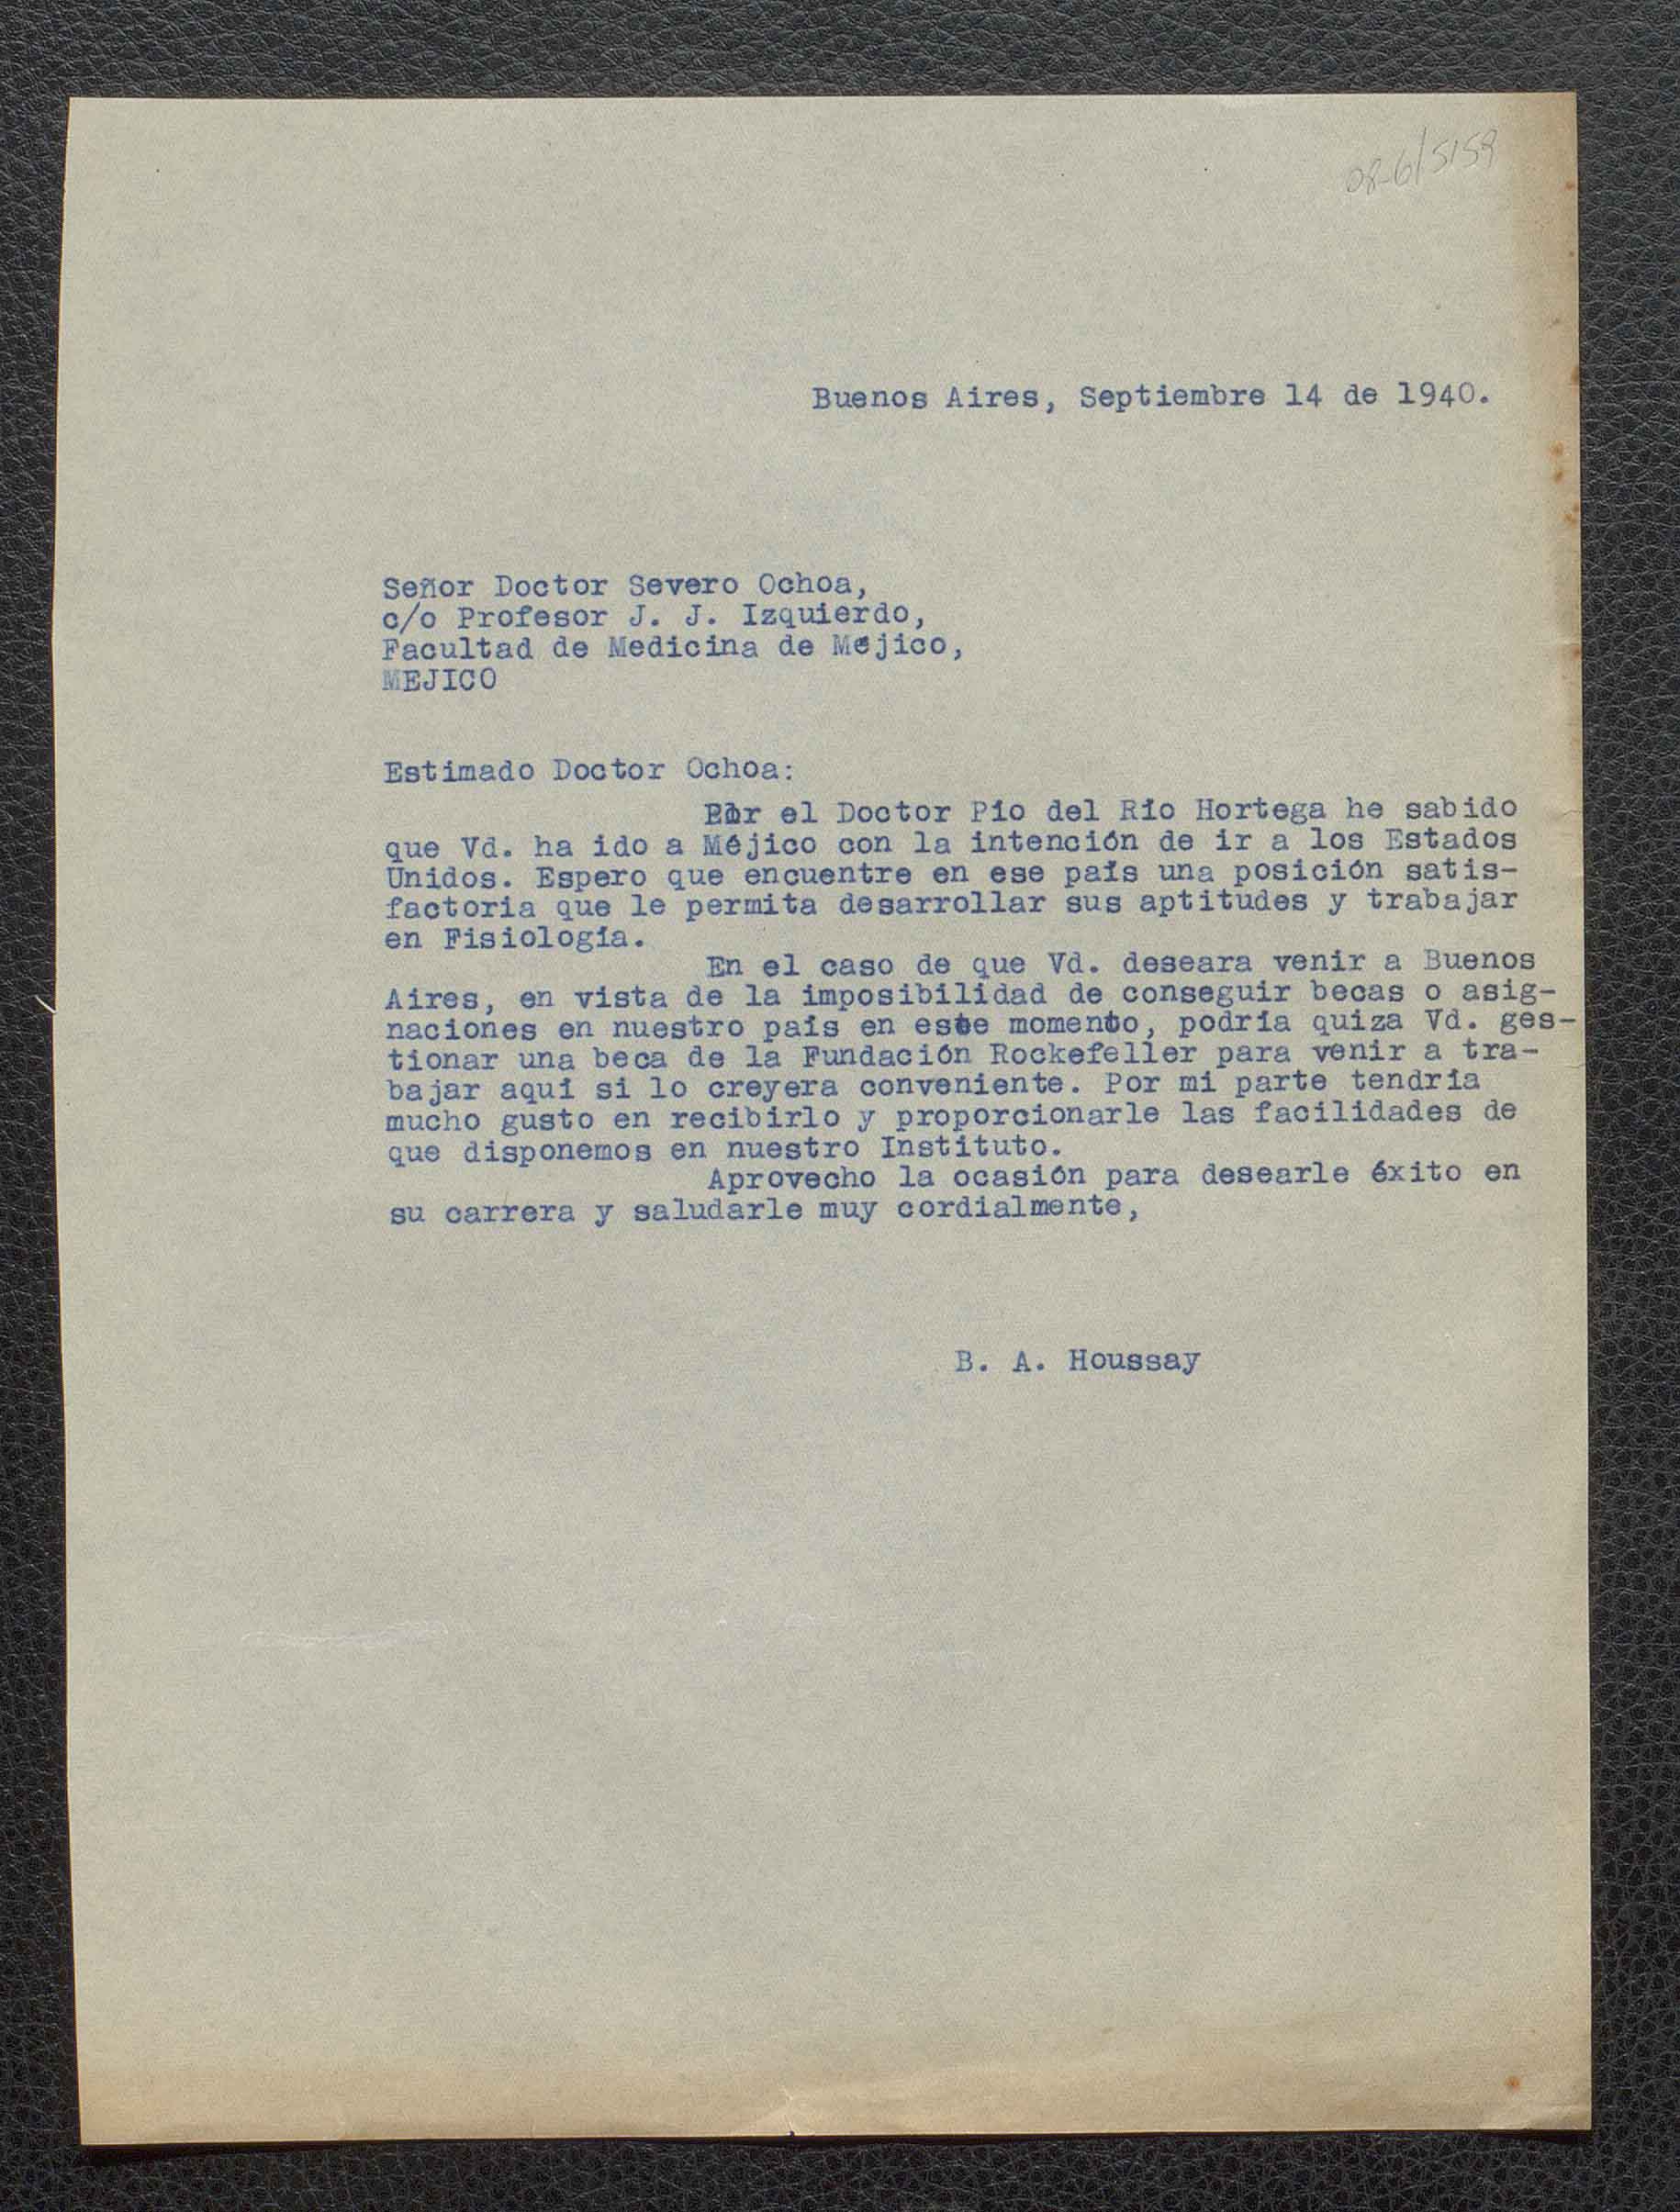 08-6/5159
Buenos Aires, Septiembre 14 de 1940.
Señor Doctor Severo Ochoa,
c/o Profesor J. J. Izquierdo,
Facultad de Medicina de Mejico,
MEJICO
Estimado Doctor Ochoa:
Por el Doctor Pío del Río Hortega he sabido
que Vd. ha ido a Méjico con la intención de ir a los Estados
Unidos. Espero que encuentre en ese país una posición satis-
factoria que le permita desarrollar sus aptitudes y trabajar
en Fisiología.
En el caso de que Vd. deseara venir a Buenos
Aires, en vista de la imposibilidad de conseguir becas o asig-
naciones en nuestro país en este momento, podría quiza Vd. ges-
tionar una beca de la Fundación Rockefeller para venir a tra-
bajar aquí si lo creyera conveniente. Por mi parte tendría
mucho gusto en recibirlo y proporcionarle las facilidades de
que disponemos en nuestro Instituto.
Aprovecho la ocasión para desearle éxito en
su carrera y saludarle muy cordialmente,
B. A. Houssay